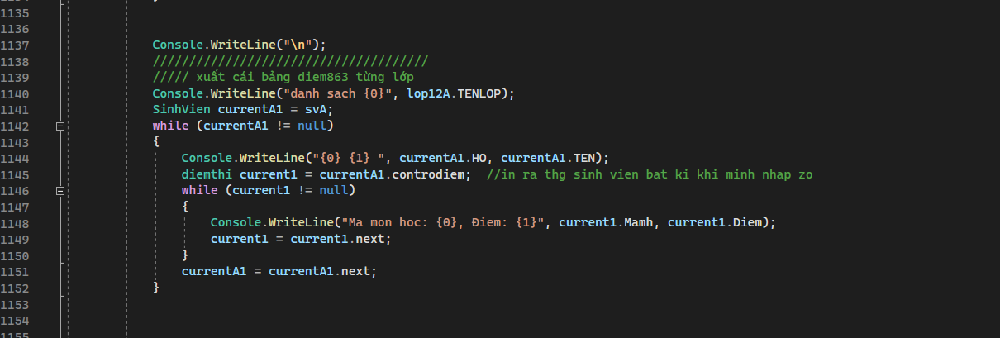 1135
1136
1137 Console.WriteLine("\n");
1138 //////////////////////////////////////
1139 ///// xuất cái bảng diem863 từng lớp
1140 Console.WriteLine("danh sach {0}", lop12A.TENLOP);
1141 SinhVien currentA1 = svA;
1142 while (currentA1 != null)
1143 {
1144 Console.WriteLine("{0} {1} ", currentA1.HO, currentA1.TEN);
1145 diemthi current1 = currentA1.controdiem; //in ra thg sinh vien bat ki khi minh nhap zo
1146 while (current1 != null)
1147 {
1148 Console.WriteLine("Ma mon hoc: {0}, Điem: {1}", current1.Mamh, current1.Diem);
1149 current1 = current1.next;
1150 }
1151 currentA1 = currentA1.next;
1152 }
1153
1154